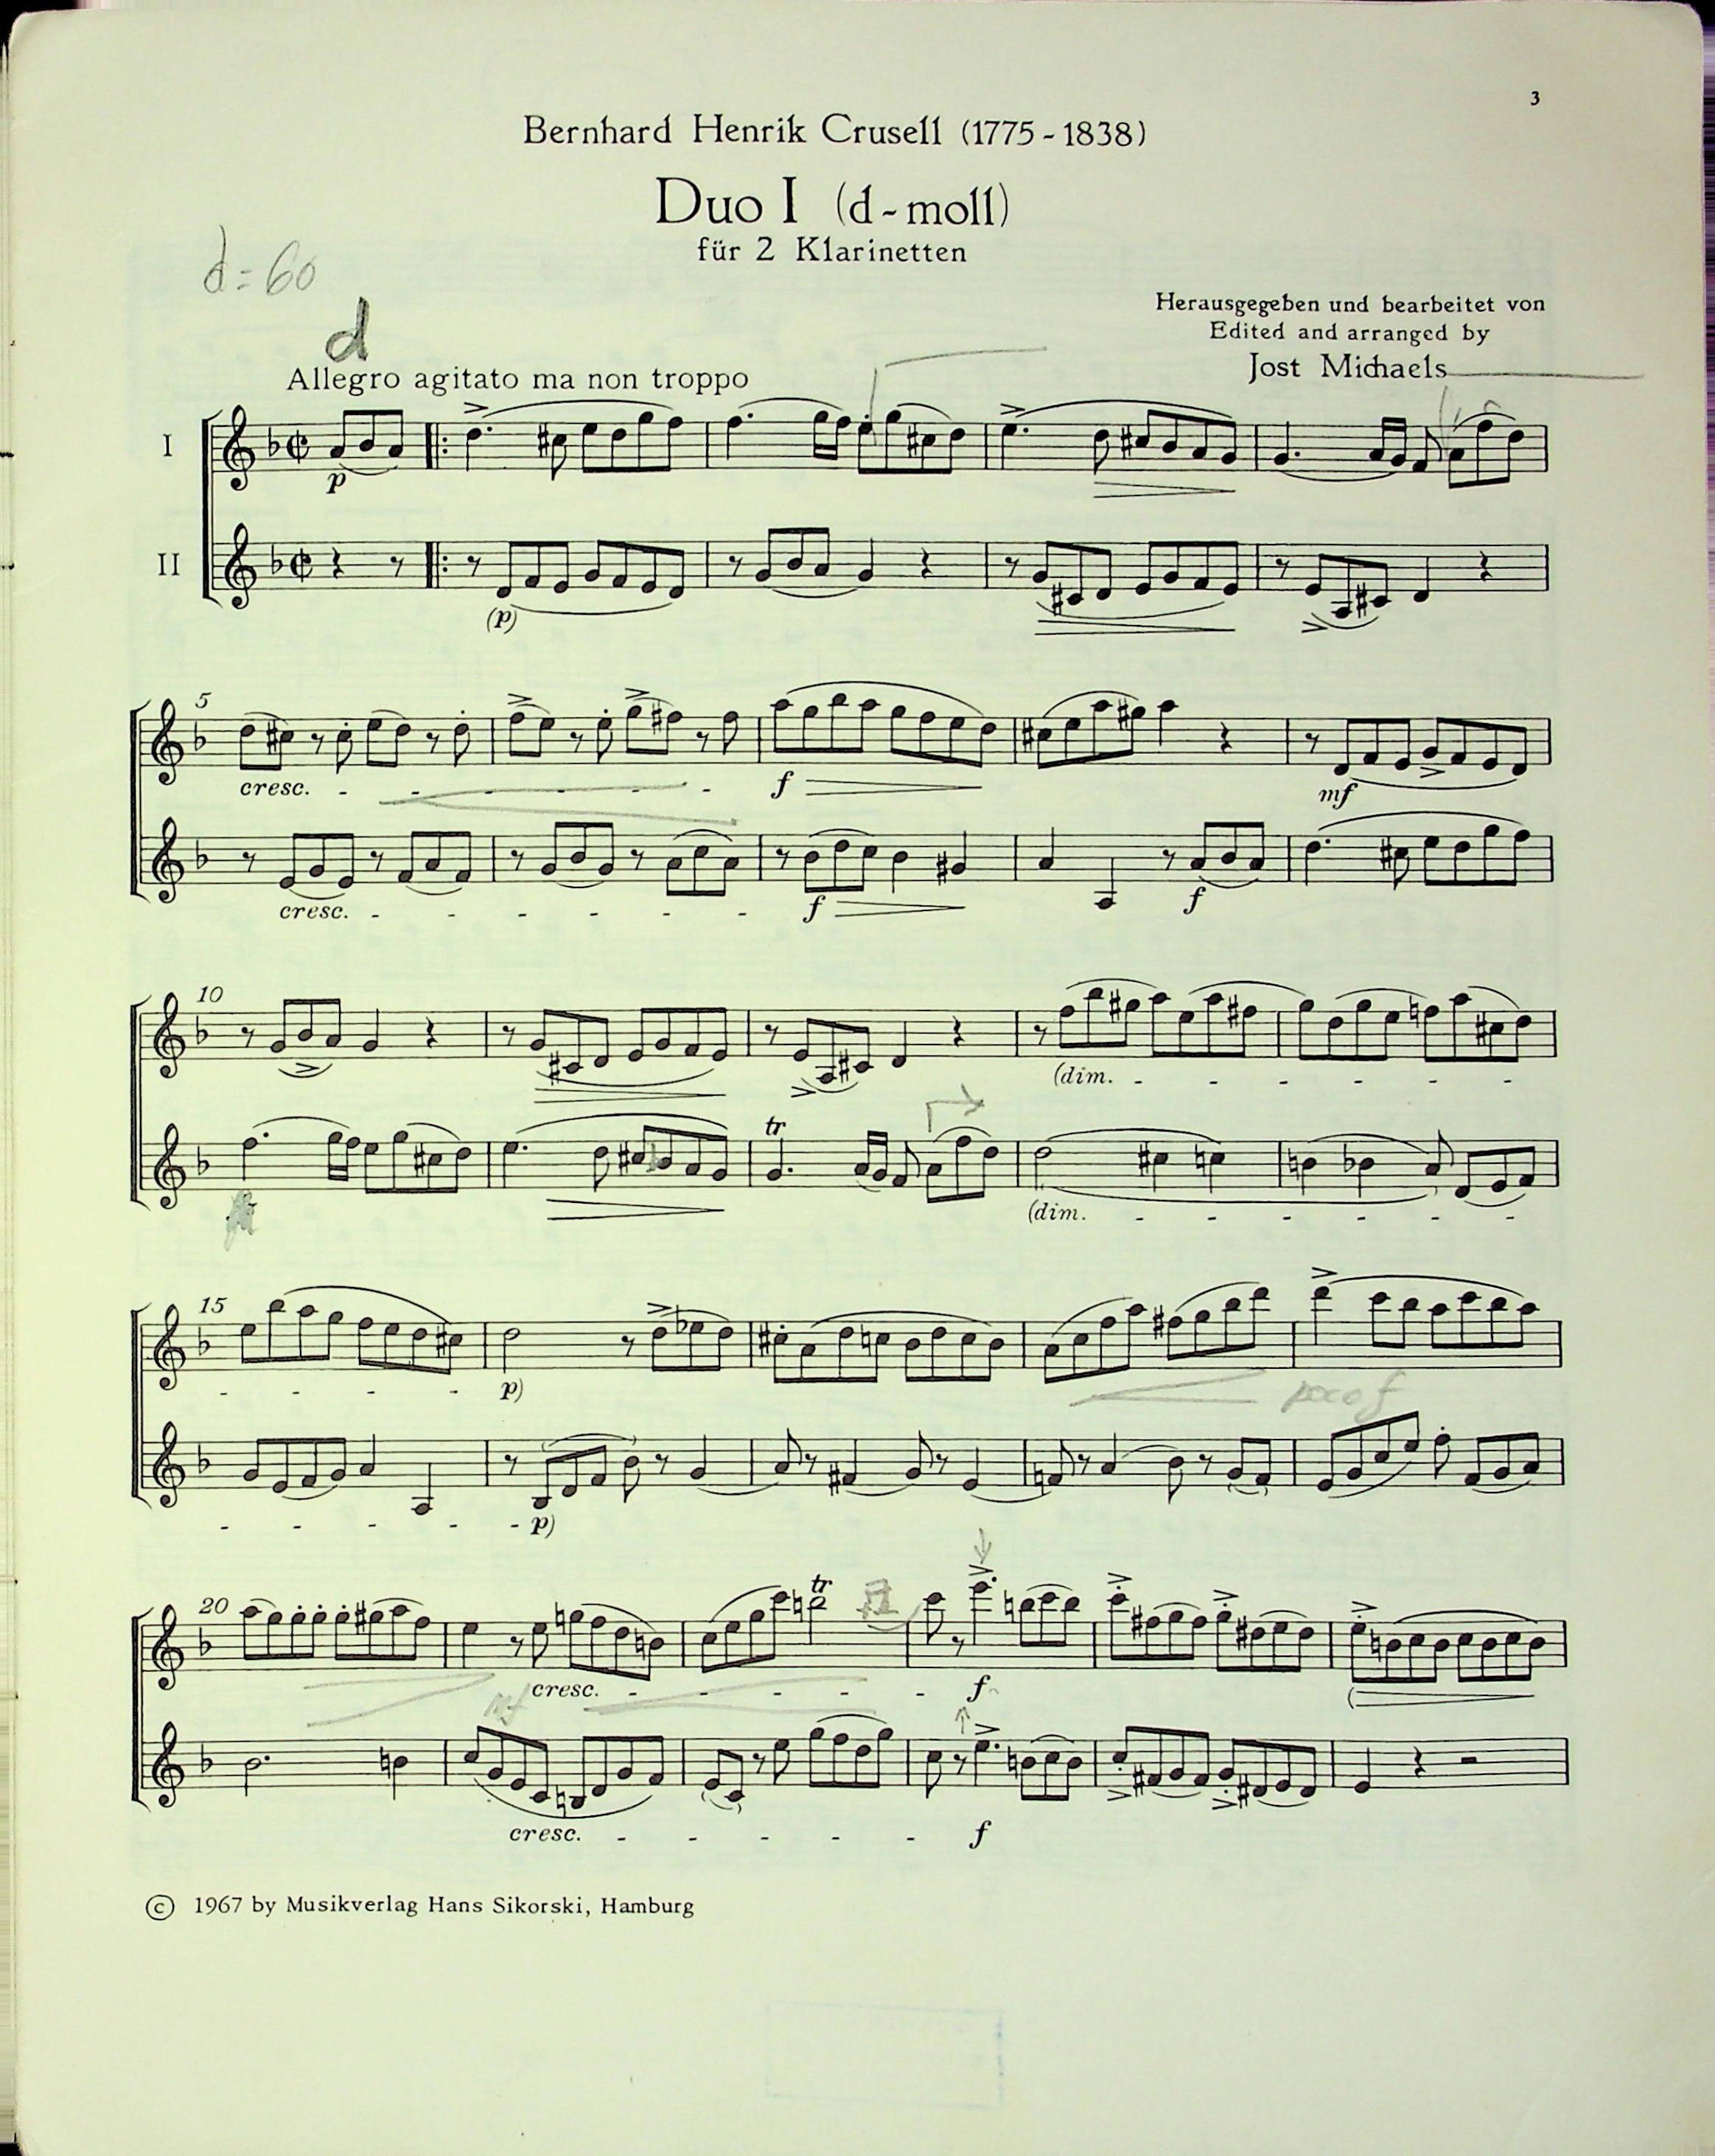 3
Bernhard Henrik Crusell (1775-1838)
Duo I (d-moll)
für 2 Klarinetten
d=60
Herausgegeben und bearbeitet von
Edited and arranged by
Jost Michaels
d
Allegro agitato ma non troppo
I
p
II
(p)
5
cresc.
f
mf
cresc.
f
f
10
(dim.
tr
(dim.
15
p)
poco f
p)
20
tr
mf
cresc.
f
cresc.
f
© 1967 by Musikverlag Hans Sikorski, Hamburg